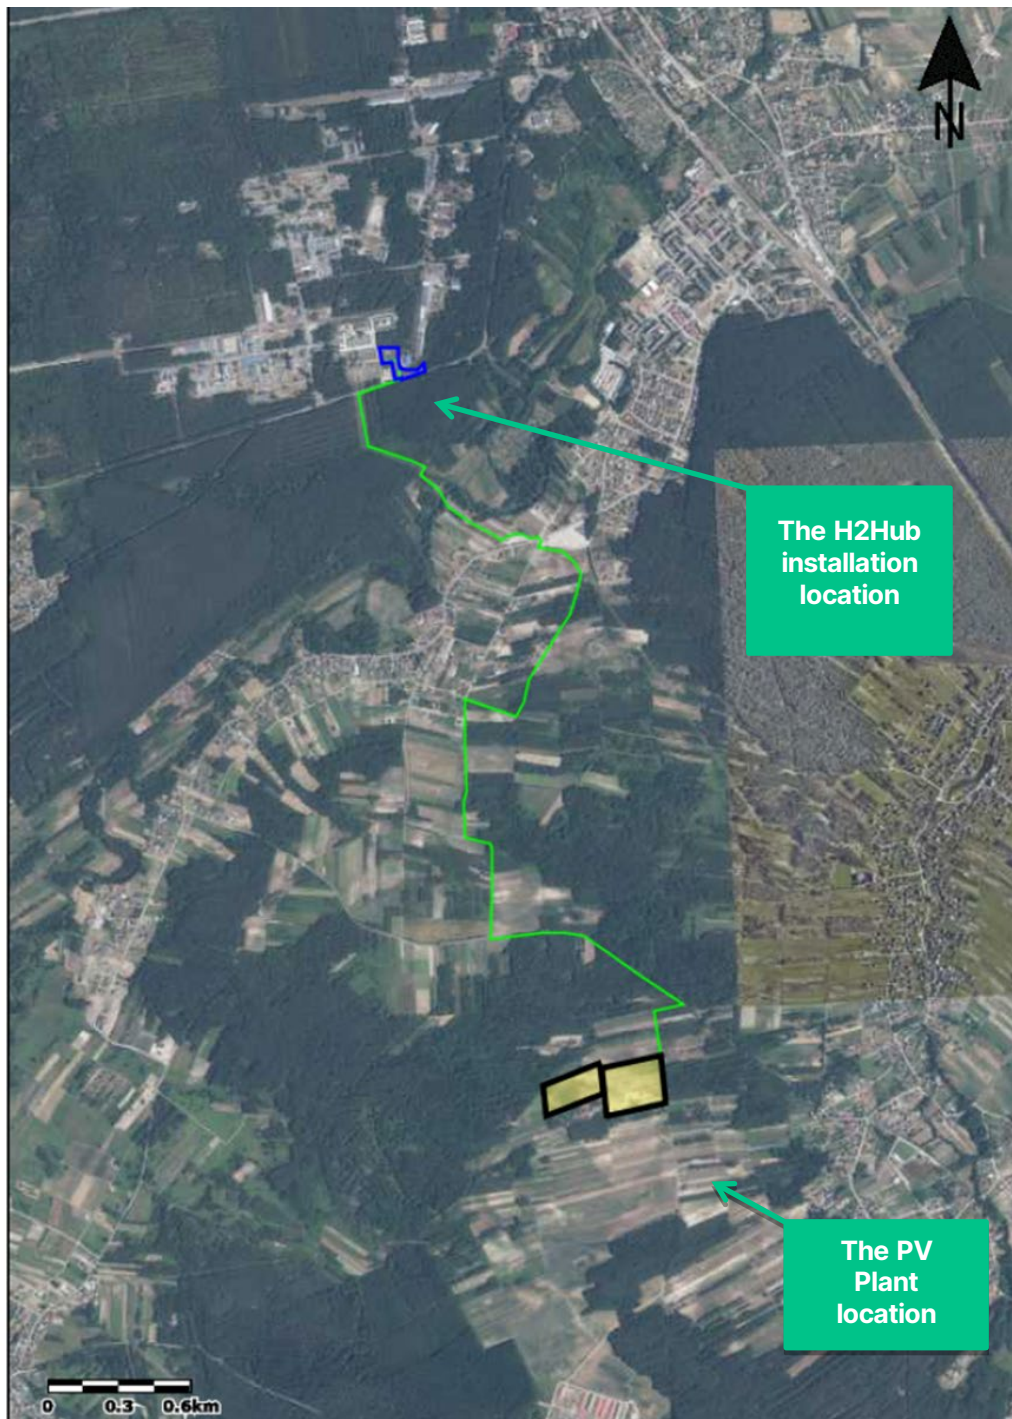 N
The H2Hub
installation
location
The PV
Plant
location
0 0.3 0.6km